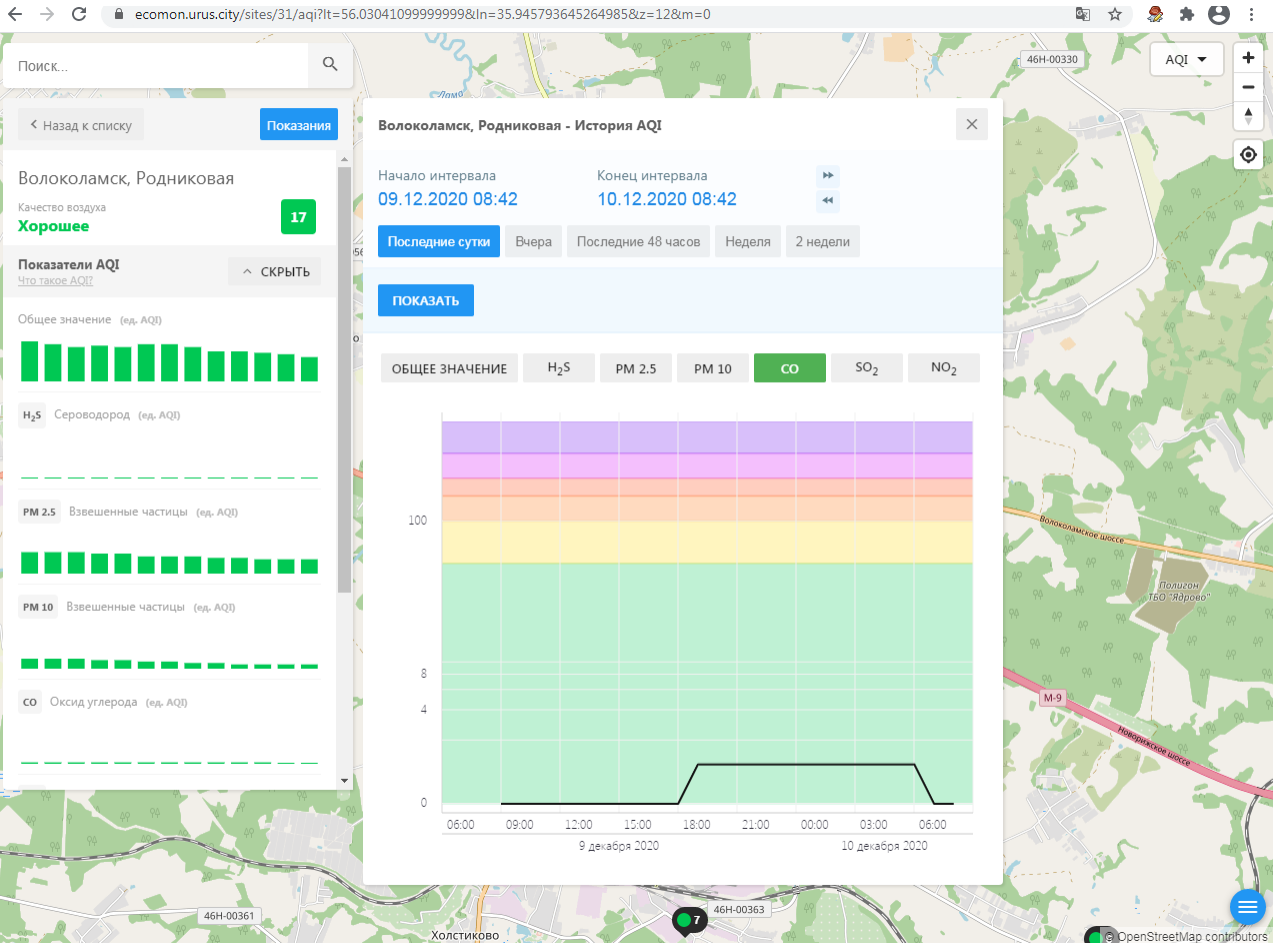 ecomon.urus.city/sites/31/aqi?lt=56.03041099999999&ln=35.945793645264985&z=12&m=0
Поиск...
Ламо
46Н-00330
AQI
Назад к списку
Показания
Волоколамск, Родниковая
Качество воздуха
Хорошее
17
Показатели AQI
Что такое AQI?
СКРЫТЬ
Общее значение (ед. AQI)
H2S Сероводород (ед. AQI)
PM 2.5 Взвешенные частицы (ед. AQI)
PM 10 Взвешенные частицы (ед. AQI)
CO Оксид углерода (ед. AQI)
Волоколамск, Родниковая - История AQI
Начало интервала
09.12.2020 08:42
Конец интервала
10.12.2020 08:42
Последние сутки
Вчера
Последние 48 часов
Неделя
2 недели
ПОКАЗАТЬ
ОБЩЕЕ ЗНАЧЕНИЕ
H2S
PM 2.5
PM 10
CO
SO2
NO2
100
8
4
0
06:00 09:00 12:00 15:00 18:00 21:00 00:00 03:00 06:00
9 декабря 2020 10 декабря 2020
Волоколамское шоссе
Полигон
ТБО "Ядрово"
М-9
Новорижское шоссе
46Н-00361
7
46Н-00363
Холстиково
© OpenStreetMap contributors